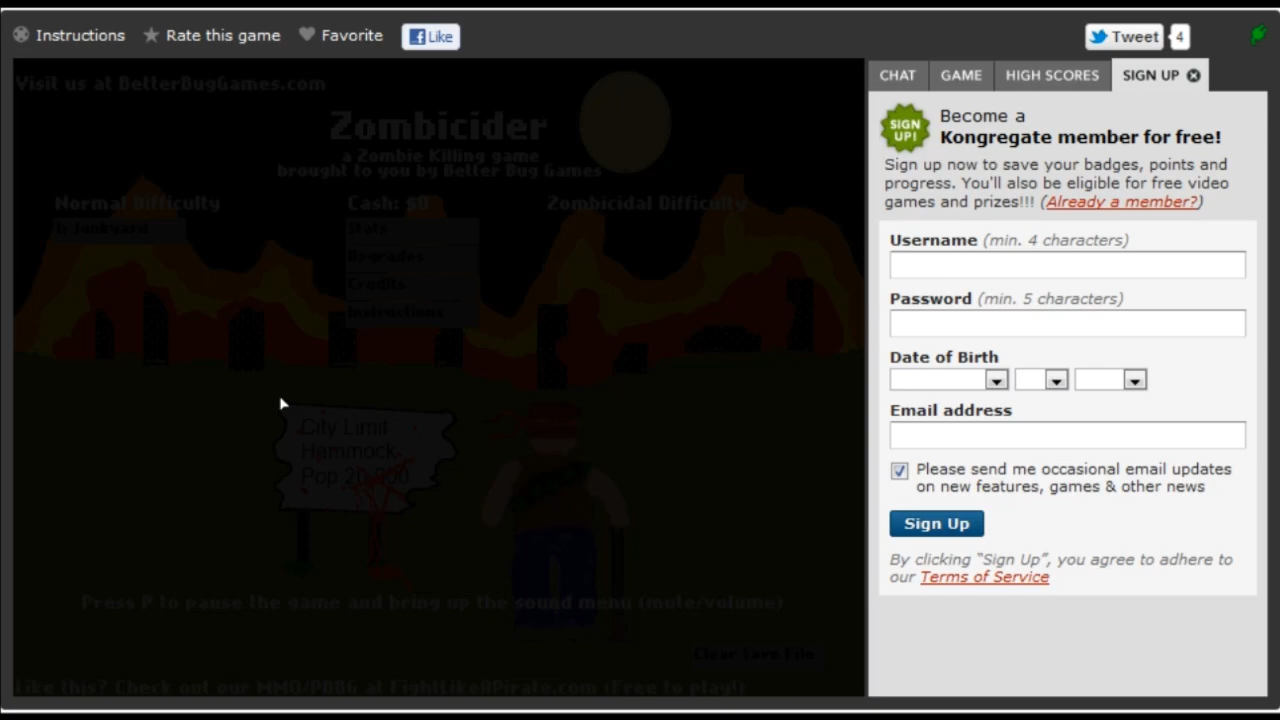 Instructions
Rate this game
Favorite
Like
Tweet
4
Visit us at BetterBugGames.com
Zombicider
a Zombie Killing game
brought to you by Better Bug Games
Normal Difficulty
Cash: $0
Zombicidal Difficulty
Junkyard
Stats
Upgrades
Credits
Instructions
City Limit
Hammock
Pop
Press P to pause the game and bring up the sound menu (mute/volume)
Clear Save File
Like this? Check out our MMO/PBBG at FightLikeAPirate.com (Free to play!)
CHAT
GAME
HIGH SCORES
SIGN UP
SIGN
UP!
Become a
Kongregate member for free!
Sign up now to save your badges, points and
progress. You'll also be eligible for free video
games and prizes!!! (Already a member?)
Username (min. 4 characters)
Password (min. 5 characters)
Date of Birth
Email address
Please send me occasional email updates
on new features, games & other news
Sign Up
By clicking “Sign Up”, you agree to adhere to
our Terms of Service